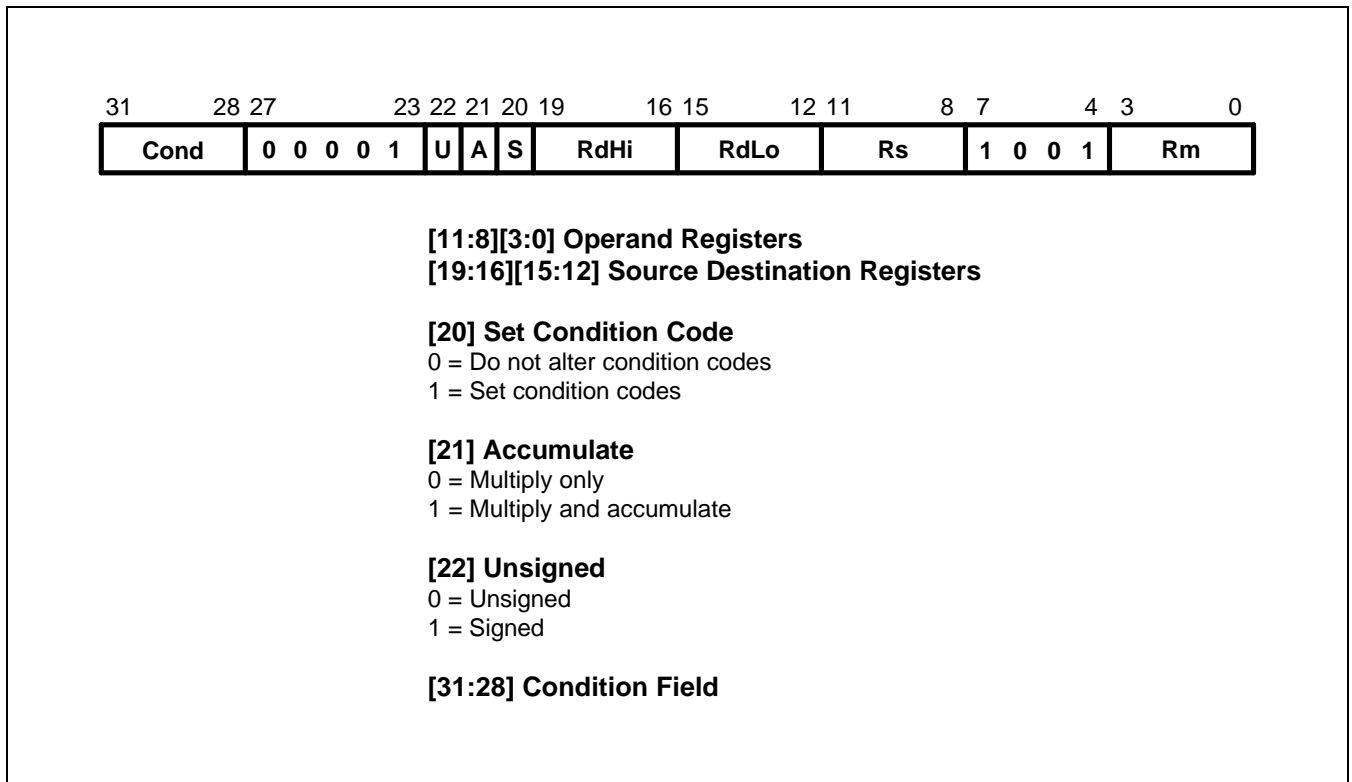 31 28 27 23 22 21 20 19 16 15 12 11 8 7 4 3 0
Cond 0 0 0 0 1 U A S RdHi RdLo Rs 1 0 0 1 Rm
[11:8][3:0] Operand Registers
[19:16][15:12] Source Destination Registers
[20] Set Condition Code
0 = Do not alter condition codes
1 = Set condition codes
[21] Accumulate
0 = Multiply only
1 = Multiply and accumulate
[22] Unsigned
0 = Unsigned
1 = Signed
[31:28] Condition Field